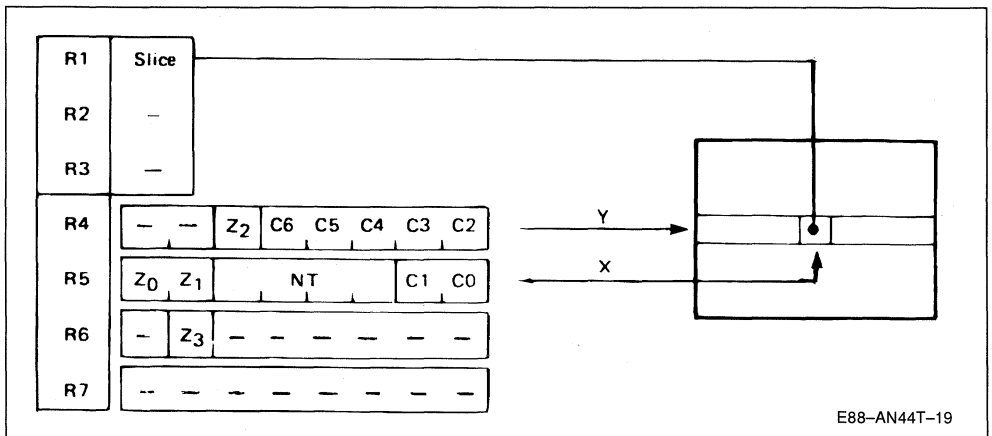 R1 Slice
R2 –
R3 —
R4 – – Z₂ C6 C5 C4 C3 C2
Y
R5 Z₀ Z₁ NT C1 C0
X
R6 – Z₃ – – – – – –
R7 – – – – – – – –
E88–AN44T–19